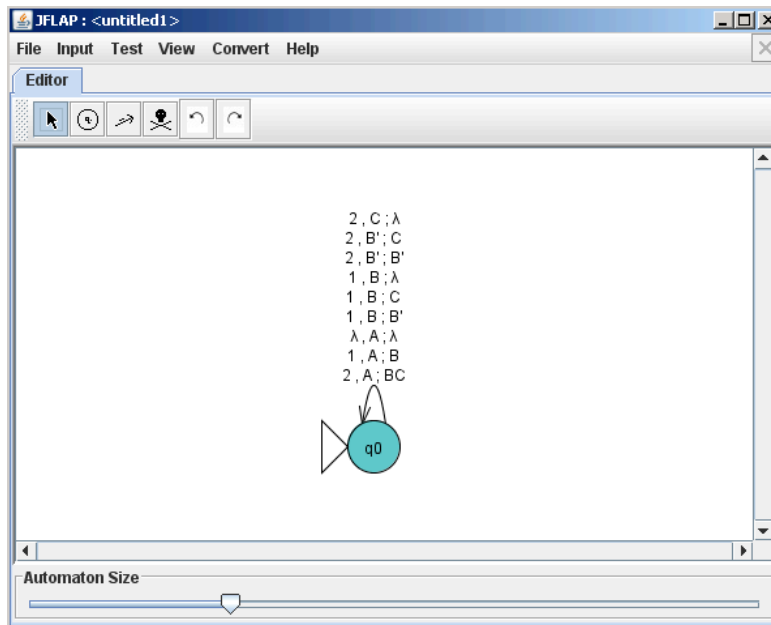 JFLAP : <untitled1>
File Input Test View Convert Help
Editor
2 , C ; λ
2 , B' ; C
2 , B' ; B'
1 , B ; λ
1 , B ; C
1 , B ; B'
λ , A ; λ
1 , A ; B
2 , A ; BC
q0
Automaton Size